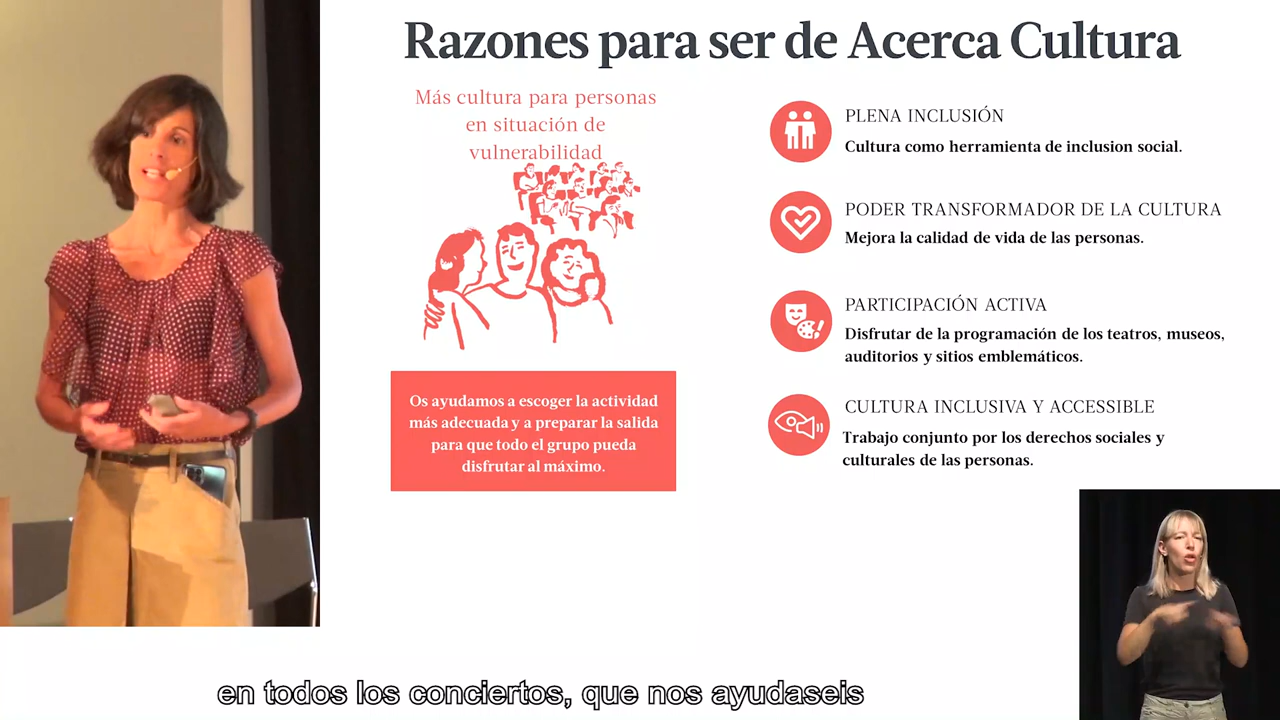 Razones para ser de Acerca Cultura
Más cultura para personas
en situación de
vulnerabilidad
Os ayudamos a escoger la actividad
más adecuada y a preparar la salida
para que todo el grupo pueda
disfrutar al máximo.
PLENA INCLUSIÓN
Cultura como herramienta de inclusion social.
PODER TRANSFORMADOR DE LA CULTURA
Mejora la calidad de vida de las personas.
PARTICIPACIÓN ACTIVA
Disfrutar de la programación de los teatros, museos,
auditorios y sitios emblemáticos.
CULTURA INCLUSIVA Y ACCESSIBLE
Trabajo conjunto por los derechos sociales y
culturales de las personas.
en todos los conciertos, que nos ayudaseis